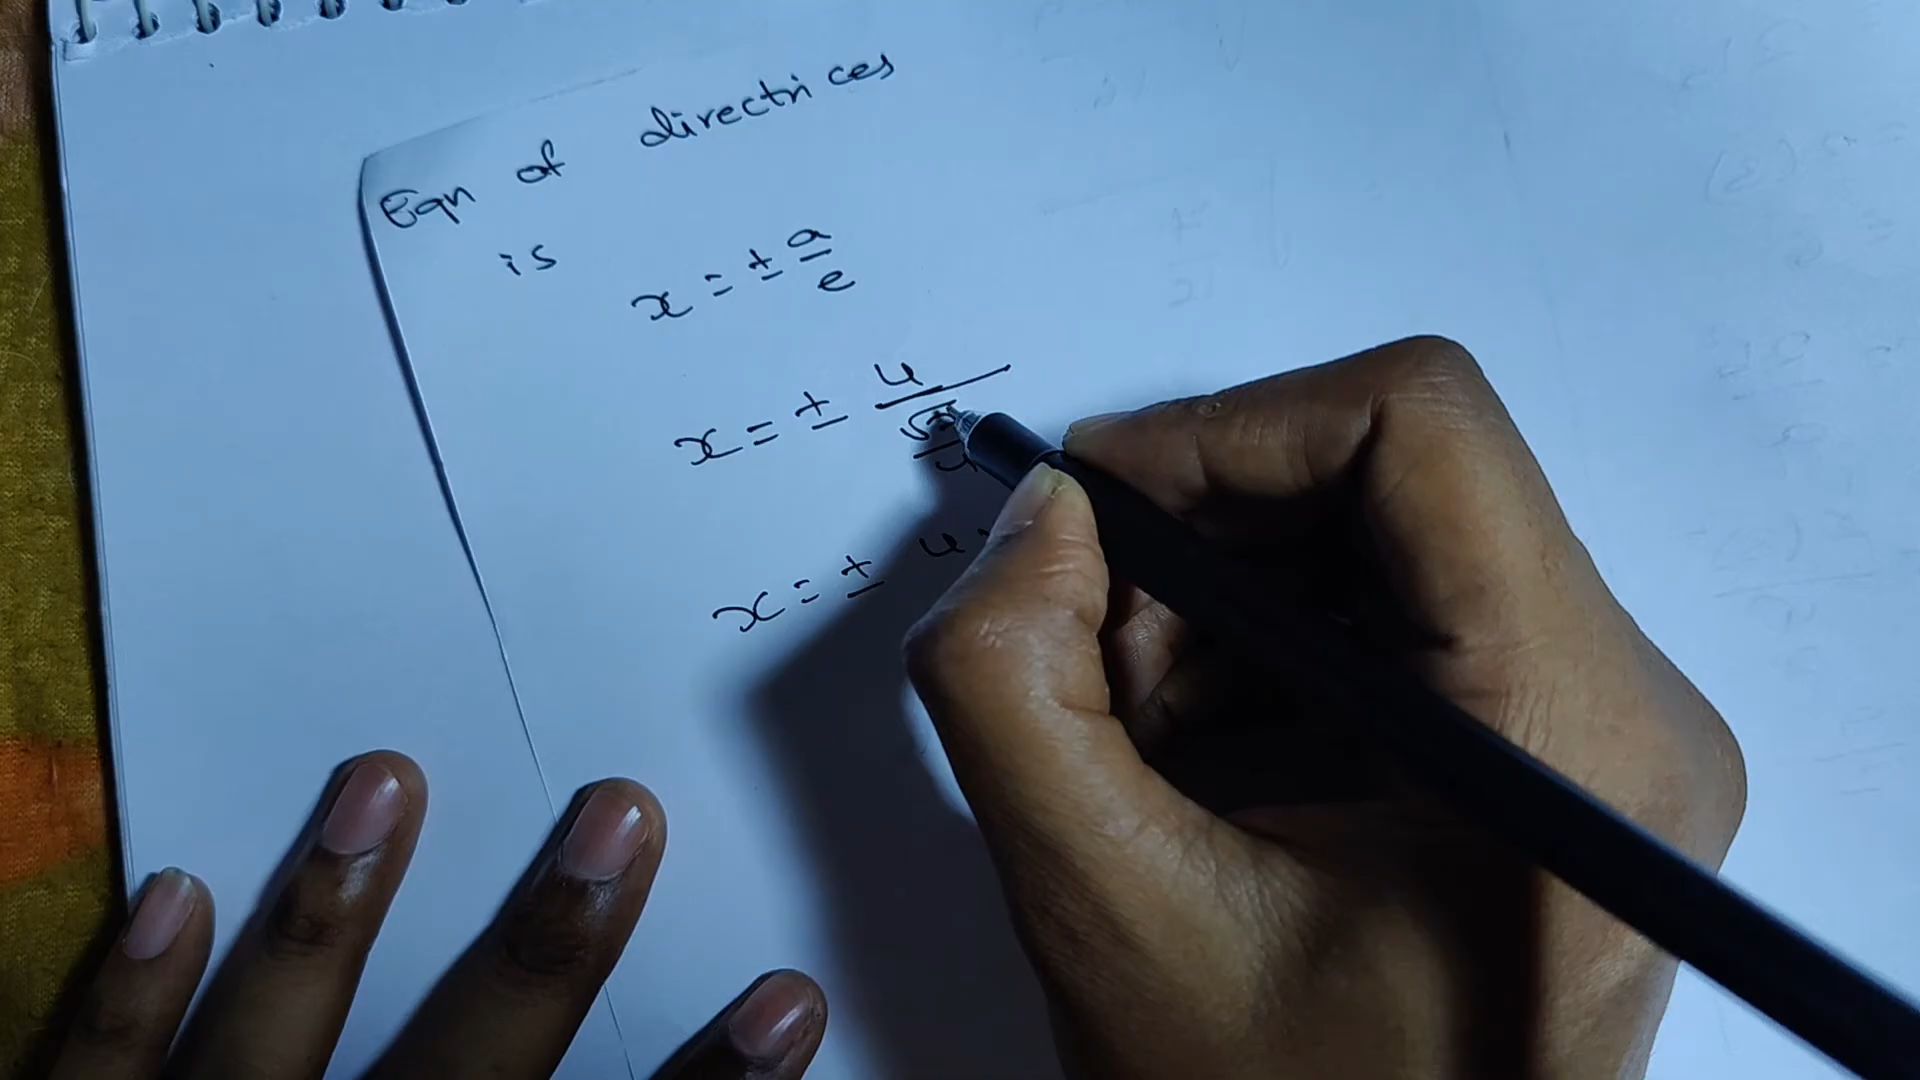 Eqn of directrices
is
x = ± a/e
x = ± 4/(√
x = ± 4